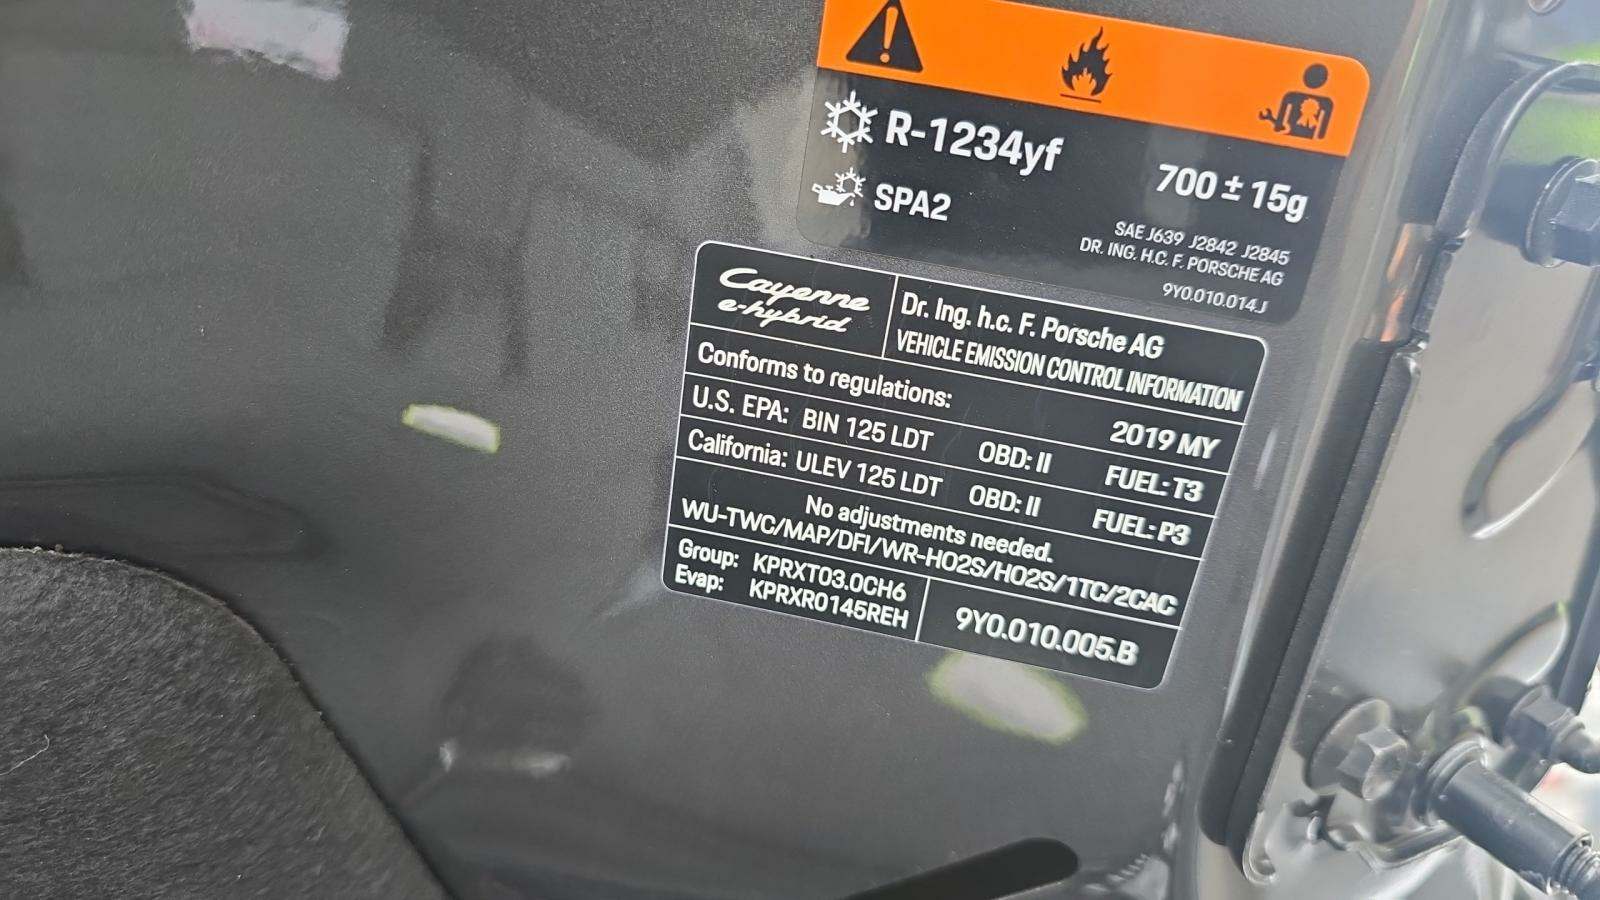 R-1234yf
700 ± 15g
SPA2
SAE J639 J2842 J2845
DR. ING. H.C. F. PORSCHE AG
9Y0.010.014.J
Cayenne
e-hybrid
Dr. Ing. h.c. F. Porsche AG
VEHICLE EMISSION CONTROL INFORMATION
Conforms to regulations: 2019 MY
U.S. EPA: BIN 125 LDT OBD: II FUEL: T3
California: ULEV 125 LDT OBD: II FUEL: P3
No adjustments needed.
WU-TWC/MAP/DFI/WR-HO2S/HO2S/1TC/2CAC
Group: KPRXT03.0CH6
Evap: KPRXR0145REH
9Y0.010.005.B